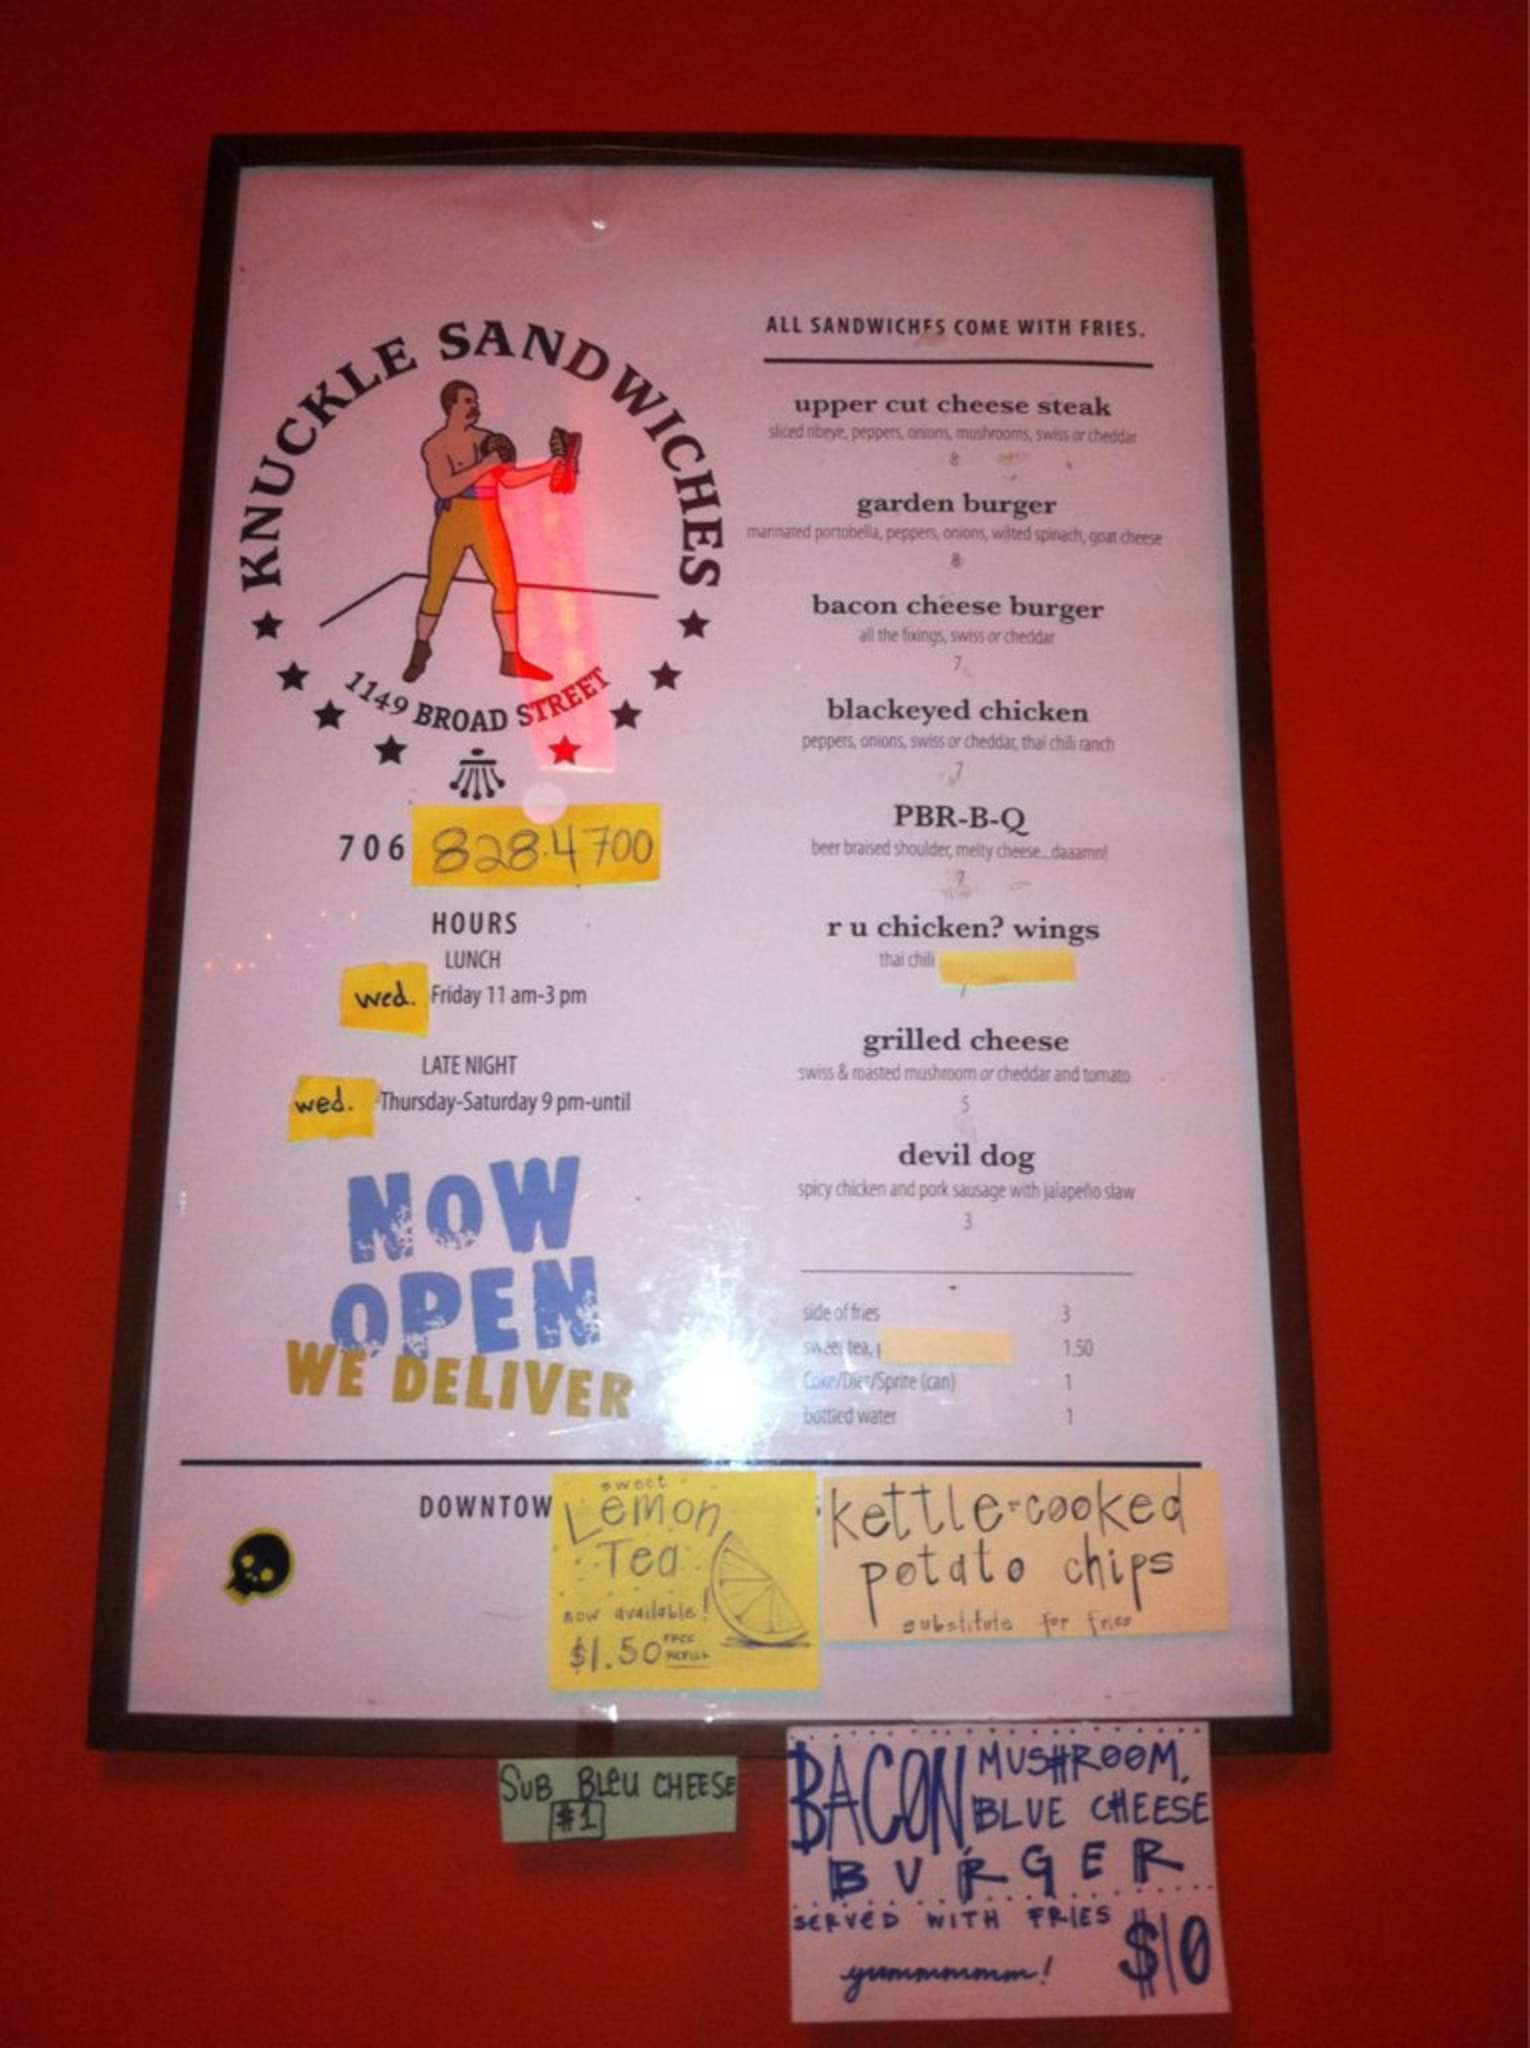 KNUCKLE SANDWICHES
1149 BROAD STREET
706 828-4700
HOURS
LUNCH
wed. Friday 11 am-3 pm
LATE NIGHT
wed. -Thursday-Saturday 9 pm-until
NOW
OPEN
WE DELIVER
ALL SANDWICHES COME WITH FRIES.
upper cut cheese steak
sliced ribeye, peppers, onions, mushrooms, swiss or cheddar
8
garden burger
marinated portobella, peppers, onions, wilted spinach, goat cheese
8
bacon cheese burger
all the fixings, swiss or cheddar
7
blackeyed chicken
peppers, onions, swiss or cheddar, thai chili ranch
7
PBR-B-Q
beer braised shoulder, melty cheese...daaamn!
r u chicken? wings
thai chili
grilled cheese
swiss & roasted mushroom or cheddar and tomato
5
devil dog
spicy chicken and pork sausage with jalapeño slaw
3
side of fries 3
sweet tea, 1.50
Coke/Diet/Sprite (can) 1
bottled water 1
DOWNTOW
sweet
Lemon
Tea
now available!
$1.50 FREE REFILL
kettle-cooked
potato chips
substitute for fries
SUB BLEU CHEESE
$1
BACON, MUSHROOM,
BLUE CHEESE
BURGER
SERVED WITH FRIES
yummmmmm! $10